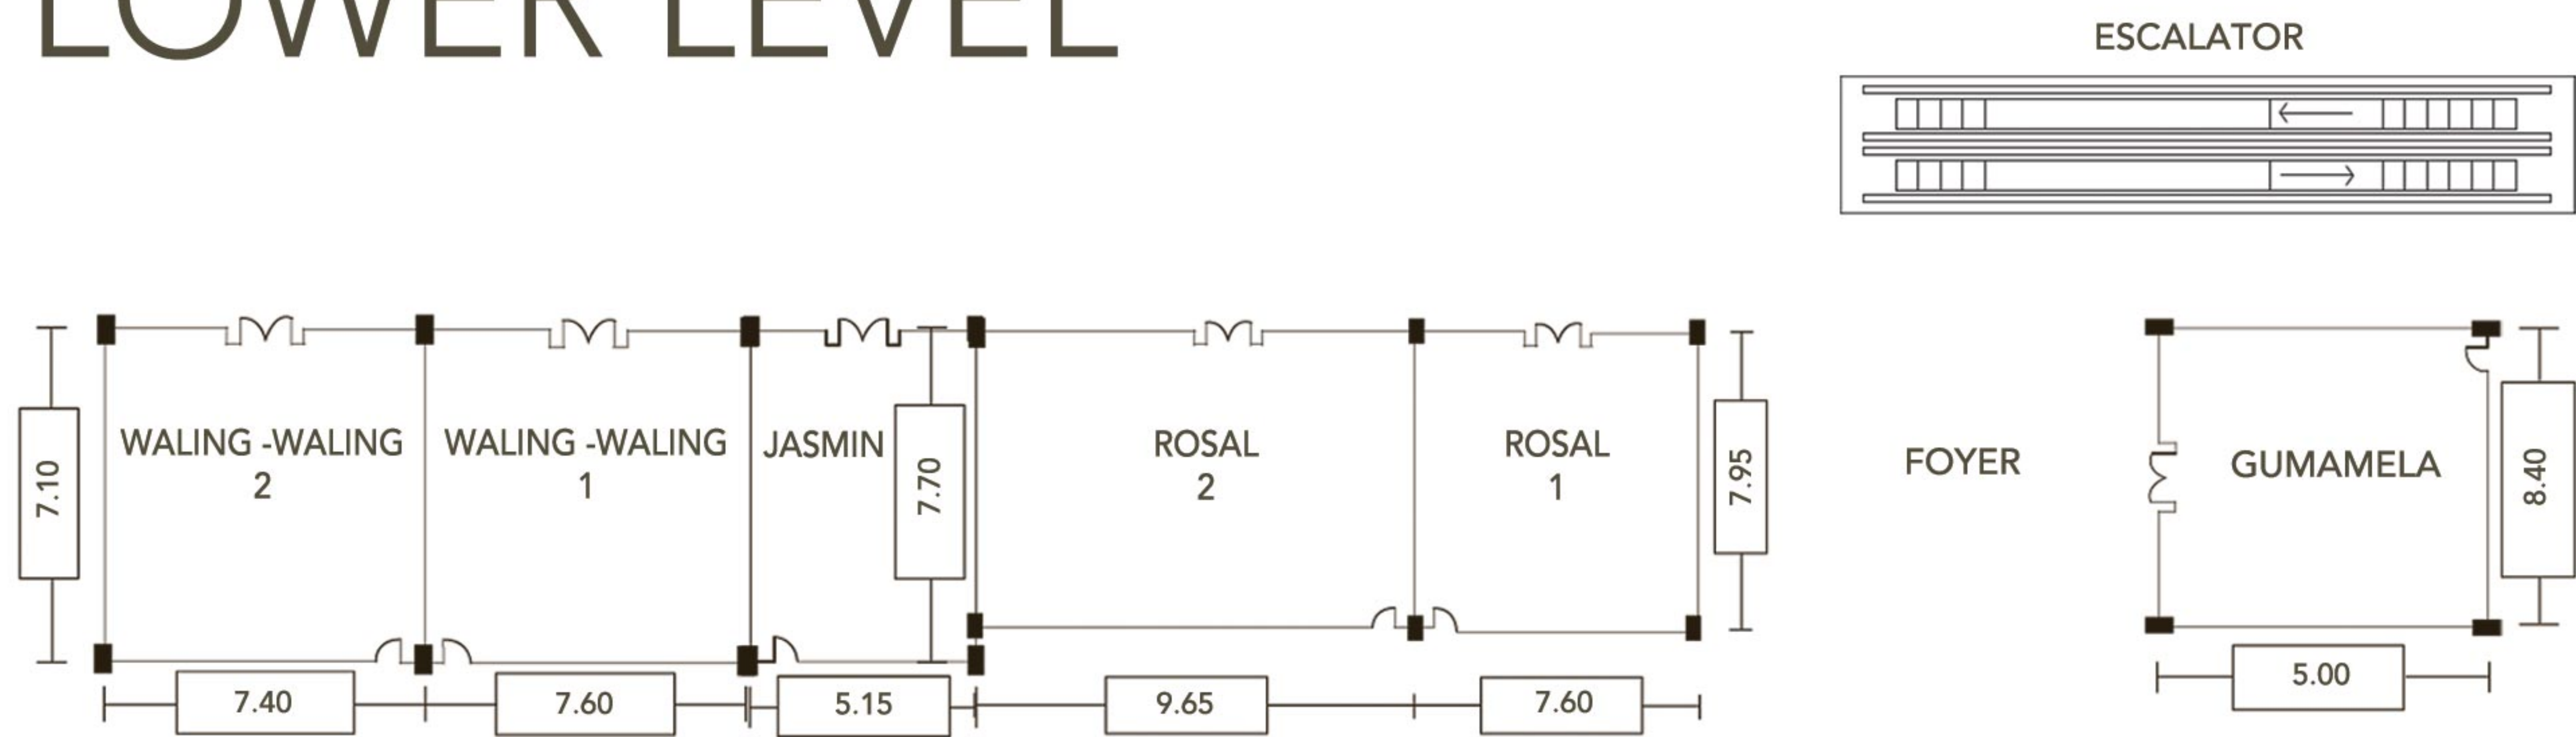 LOWER LEVEL
ESCALATOR
WALING -WALING
2
WALING -WALING
1
JASMIN
ROSAL
2
ROSAL
1
FOYER
GUMAMELA
7.10
7.70
7.95
8.40
7.40
7.60
5.15
9.65
7.60
5.00